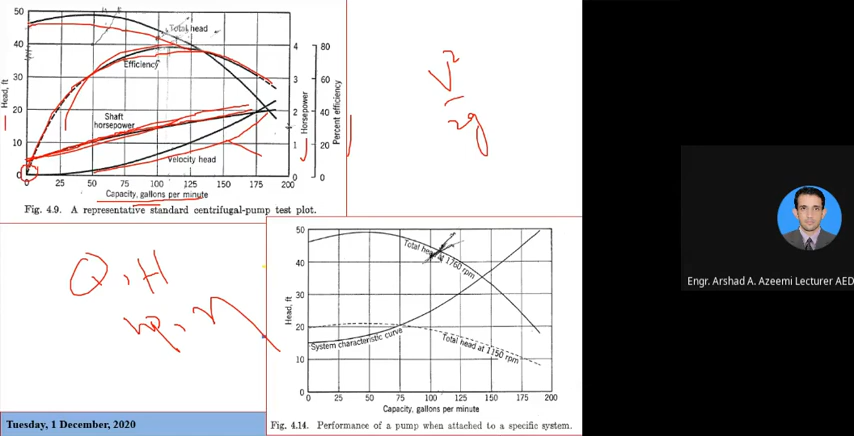 50
40
30
20
10
0
Head, ft
Total head
Efficiency
Shaft
horsepower
Velocity head
4
3
2
1
0
Horsepower
80
60
40
20
0
Percent efficiency
0 25 50 75 100 125 150 175 200
Capacity, gallons per minute
Fig. 4.9. A representative standard centrifugal-pump test plot.
V²
2g
Q, H
η
Engr. Arshad A. Azeemi Lecturer AED
50
40
30
20
10
0
Head, ft
Total head at 1760 rpm
System characteristic curve
Total head at 1150 rpm
0 25 50 75 100 125 150 175 200
Capacity, gallons per minute
Fig. 4.14. Performance of a pump when attached to a specific system.
Tuesday, 1 December, 2020